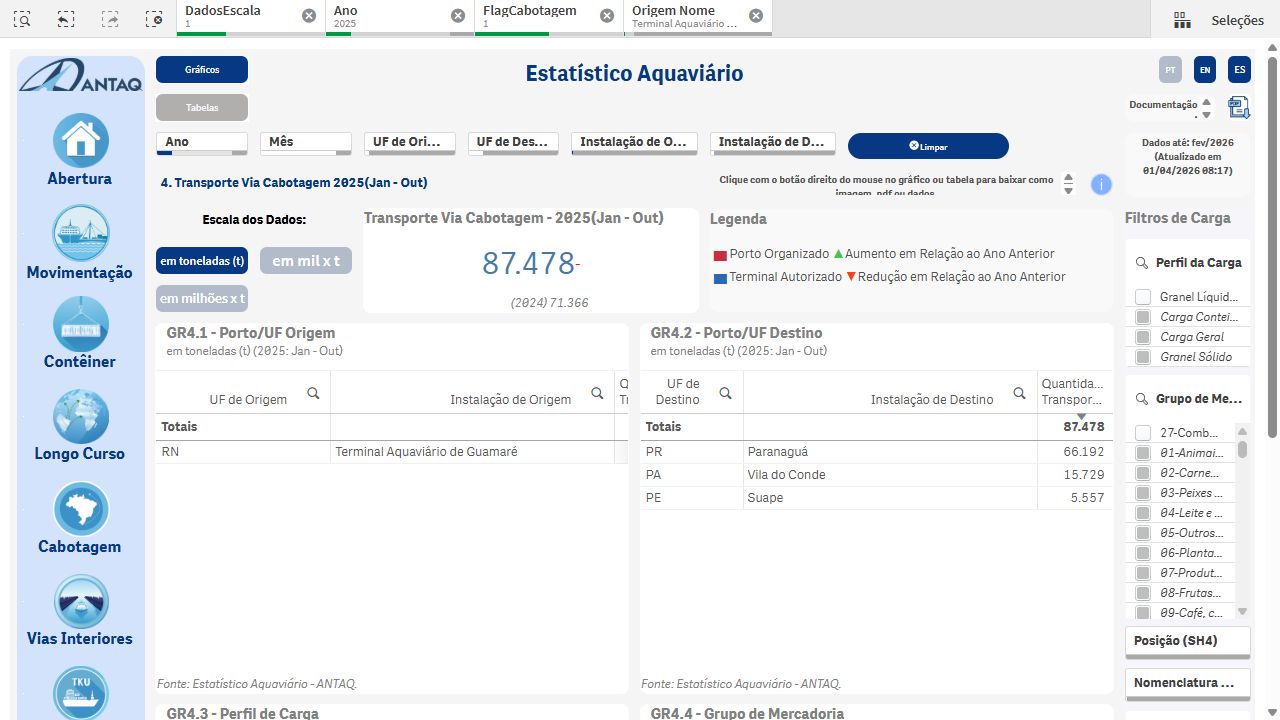 DadosEscala
1
Ano
2025
FlagCabotagem
1
Origem Nome
Terminal Aquaviário ...
Seleções
ANTAQ
Abertura
Movimentação
Contêiner
Longo Curso
Cabotagem
Vias Interiores
TKU
Gráficos
Tabelas
Estatístico Aquaviário
PT
EN
ES
Documentação
Ano
Mês
UF de Ori...
UF de Des...
Instalação de O...
Instalação de D...
Limpar
Dados até: fev/2026
(Atualizado em
01/04/2026 08:17)
4. Transporte Via Cabotagem 2025(Jan - Out)
Clique com o botão direito do mouse no gráfico ou tabela para baixar como
imagem, pdf ou dados
i
Escala dos Dados:
em toneladas (t)
em mil x t
em milhões x t
Transporte Via Cabotagem - 2025(Jan - Out)
87.478-
(2024) 71.366
Legenda
Porto Organizado ▲Aumento em Relação ao Ano Anterior
Terminal Autorizado ▼Redução em Relação ao Ano Anterior
Filtros de Carga
Perfil da Carga
Granel Líquid...
Carga Contei...
Carga Geral
Granel Sólido
Grupo de Me...
27-Comb...
01-Animai...
02-Carne...
03-Peixes ...
04-Leite e ...
05-Outros...
06-Planta...
07-Produt...
08-Frutas...
09-Café, c...
Posição (SH4)
Nomenclatura ...
GR4.1 - Porto/UF Origem
em toneladas (t) (2025: Jan - Out)
UF de Origem
Instalação de Origem
Totais
RN
Terminal Aquaviário de Guamaré
Fonte: Estatístico Aquaviário - ANTAQ.
GR4.2 - Porto/UF Destino
em toneladas (t) (2025: Jan - Out)
UF de
Destino
Instalação de Destino
Quantida...
Transpor...
Totais
87.478
PR
Paranaguá
66.192
PA
Vila do Conde
15.729
PE
Suape
5.557
Fonte: Estatístico Aquaviário - ANTAQ.
GR4.3 - Perfil de Carga
GR4.4 - Grupo de Mercadoria